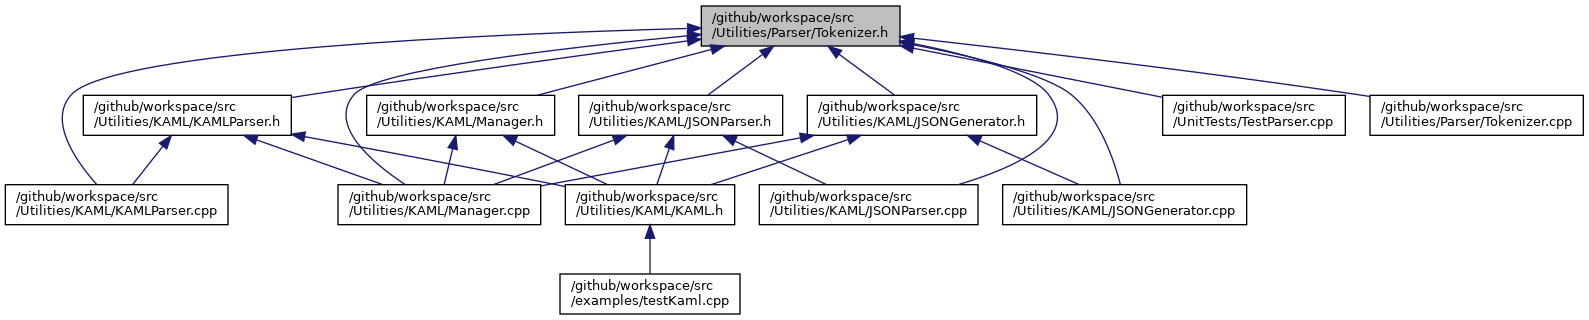 /github/workspace/src
/Utilities/Parser/Tokenizer.h
/github/workspace/src
/Utilities/KAML/KAMLParser.h
/github/workspace/src
/Utilities/KAML/Manager.h
/github/workspace/src
/Utilities/KAML/JSONParser.h
/github/workspace/src
/Utilities/KAML/JSONGenerator.h
/github/workspace/src
/UnitTests/TestParser.cpp
/github/workspace/src
/Utilities/Parser/Tokenizer.cpp
/github/workspace/src
/Utilities/KAML/KAMLParser.cpp
/github/workspace/src
/Utilities/KAML/Manager.cpp
/github/workspace/src
/Utilities/KAML/KAML.h
/github/workspace/src
/Utilities/KAML/JSONParser.cpp
/github/workspace/src
/Utilities/KAML/JSONGenerator.cpp
/github/workspace/src
/examples/testKaml.cpp